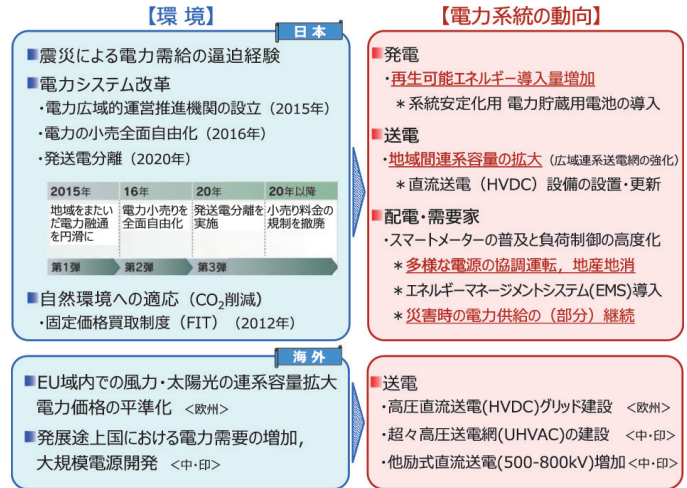 【環 境】
日本
■震災による電力需給の逼迫経験
■電力システム改革
・電力広域的運営推進機関の設立（2015年）
・電力の小売全面自由化（2016年）
・発送電分離（2020年）
2015年 16年 20年 20年以降
地域をまたい 電力小売りを 発送電分離を 小売り料金の
だ電力融通 全面自由化 実施 規制を撤廃
を円滑に
第1弾 第2弾 第3弾
■自然環境への適応（CO₂削減）
・固定価格買取制度（FIT）（2012年）
海外
■EU域内での風力・太陽光の連系容量拡大
電力価格の平準化 <欧州>
■発展途上国における電力需要の増加，
大規模電源開発 <中・印>
【電力系統の動向】
■発電
・再生可能エネルギー導入量増加
＊系統安定化用 電力貯蔵用電池の導入
■送電
・地域間連系容量の拡大（広域連系送電網の強化）
＊直流送電（HVDC）設備の設置・更新
■配電・需要家
・スマートメーターの普及と負荷制御の高度化
＊多様な電源の協調運転，地産地消
＊エネルギーマネージメントシステム(EMS)導入
＊災害時の電力供給の（部分）継続
■送電
・高圧直流送電(HVDC)グリッド建設 <欧州>
・超々高圧送電網(UHVAC)の建設 <中・印>
・他励式直流送電(500-800kV)増加<中・印>